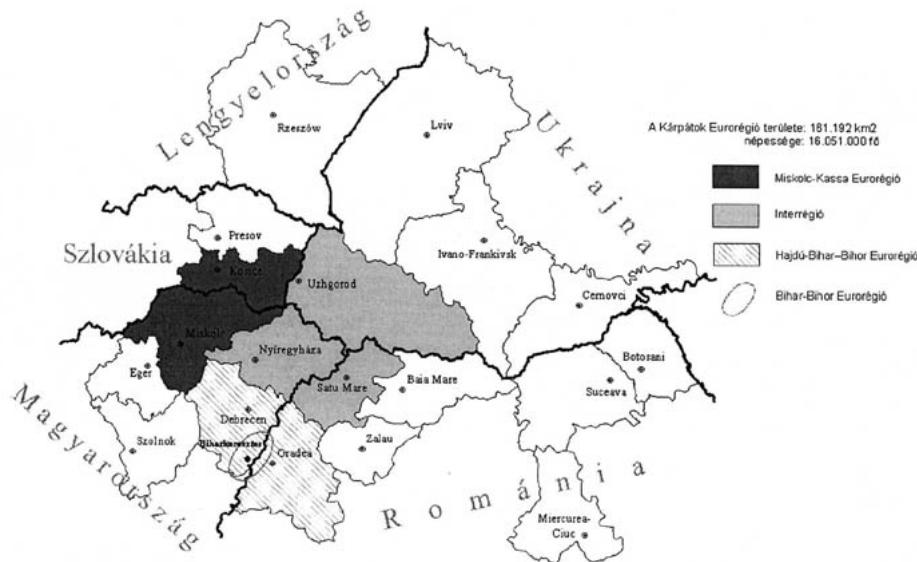 Lengyelország
Rzeszów
Lviv
Ukrajna
A Kárpátok Eurorégió területe: 161.192 km2
népessége: 16.051.000 fő
Miskolc-Kassa Eurorégió
Interrégió
Hajdú-Bihar–Bihor Eurorégió
Bihar-Bihor Eurorégió
Presov
Szlovákia
Kosice
Uzhgorod
Ivano-Frankivsk
Cernovci
Miskolc
Nyíregyháza
Eger
Satu Mare
Baia Mare
Botosani
Suceava
Debrecen
Szolnok
Biharkeresztes
Oradea
Zalau
Magyarország
Románia
Miercurea-
Ciuc